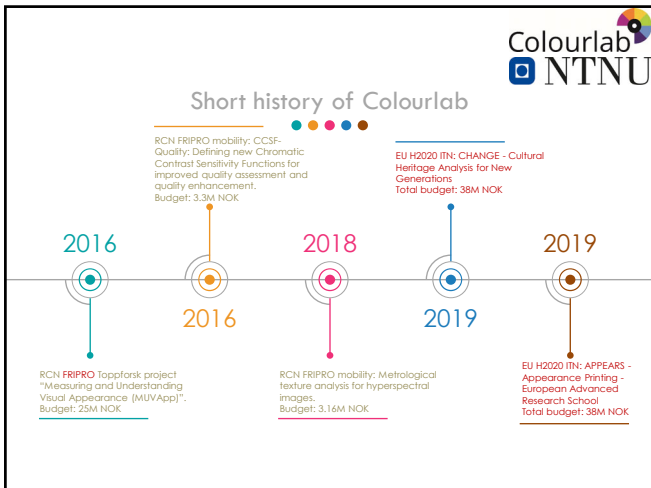 Colourlab
NTNU
Short history of Colourlab
RCN FRIPRO mobility: CCSF-
Quality: Defining new Chromatic
Contrast Sensitivity Functions for
improved quality assessment and
quality enhancement.
Budget: 3.3M NOK
EU H2020 ITN: CHANGE - Cultural
Heritage Analysis for New
Generations
Total budget: 38M NOK
2016
2018
2019
2016
2019
RCN FRIPRO Toppforsk project
“Measuring and Understanding
Visual Appearance (MUVApp)”.
Budget: 25M NOK
RCN FRIPRO mobility: Metrological
texture analysis for hyperspectral
images.
Budget: 3.16M NOK
EU H2020 ITN: APPEARS -
Appearance Printing -
European Advanced
Research School
Total budget: 38M NOK